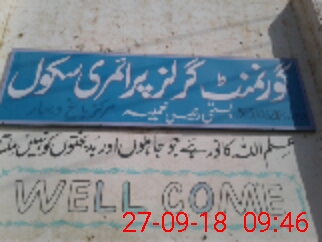 گورنمنٹ گرلز پرائمری سکول
بستی
علم اللہ کا نور ہے جو جاہلوں اور بدبختوں کو نہیں ملتا
WELL COME
27-09-18 09:46